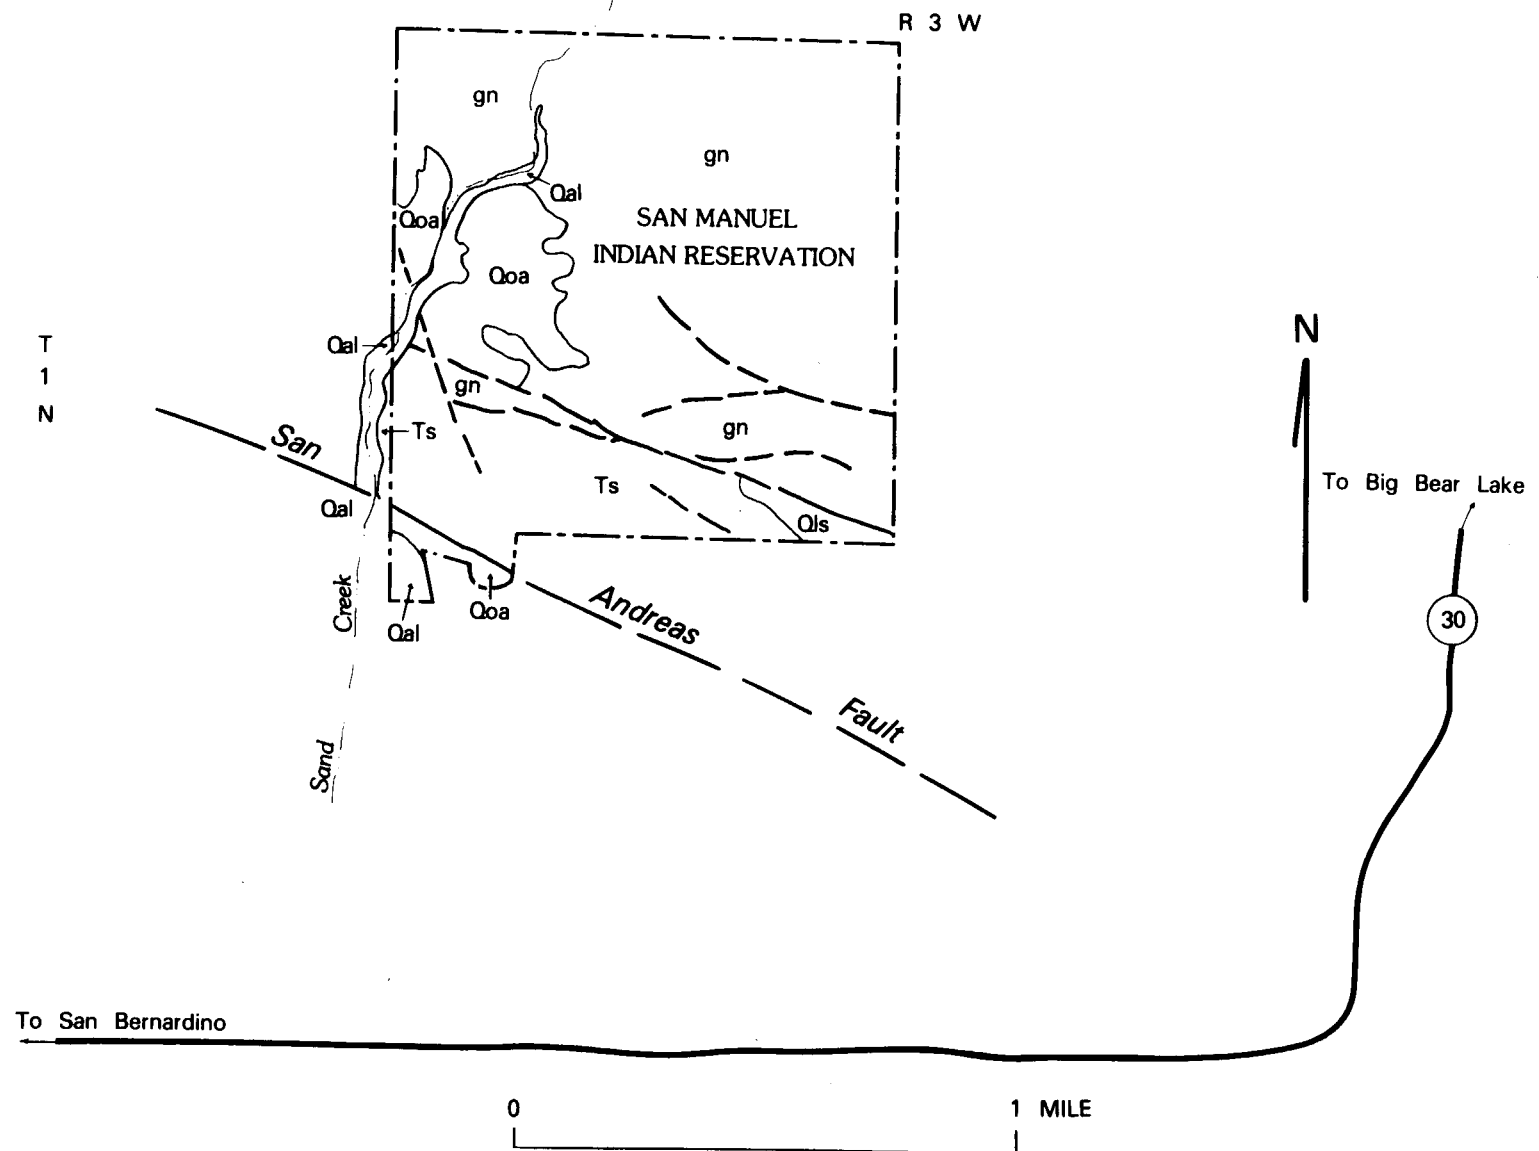 R 3 W
gn
gn
Qal
Qoa
SAN MANUEL
INDIAN RESERVATION
Qoa
N
T
1
N
Qal
gn
Ts
San
gn
Ts
To Big Bear Lake
Qal
Qls
Creek
Qoa
Qal
Andreas
30
Fault
Sand
To San Bernardino
0
1 MILE